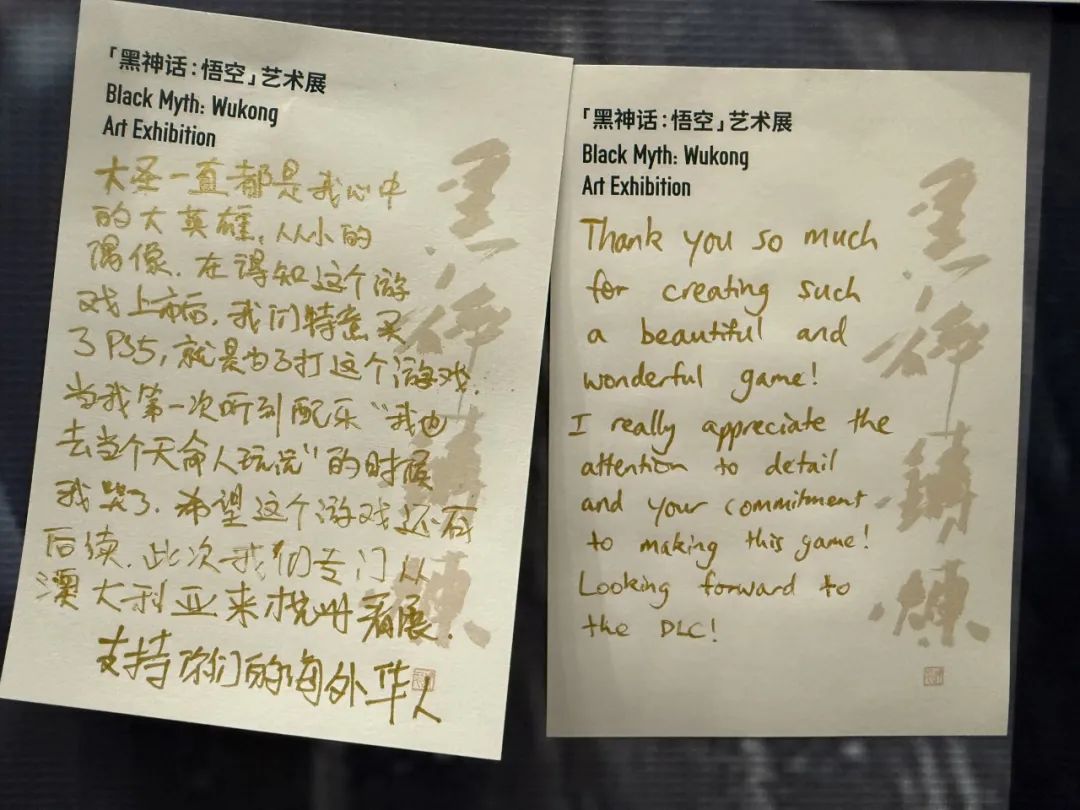 「黑神话:悟空」艺术展
Black Myth: Wukong
Art Exhibition
大圣一直都是我心中
的大英雄,从小的
偶像.在得知这个游
戏上市后,我们特意买
了PS5,就是为了打这个游戏.
当我第一次听到配乐“我也
去当个天命人玩玩”的时候
我哭了.希望这个游戏还有
后续.此次我们专门从
澳大利亚来杭州看展.
支持你们的海外华人
「黑神话:悟空」艺术展
Black Myth: Wukong
Art Exhibition
Thank you so much
for creating such
a beautiful and
wonderful game!
I really appreciate the
attention to detail
and your commitment
to making this game!
Looking forward to
the DLC!